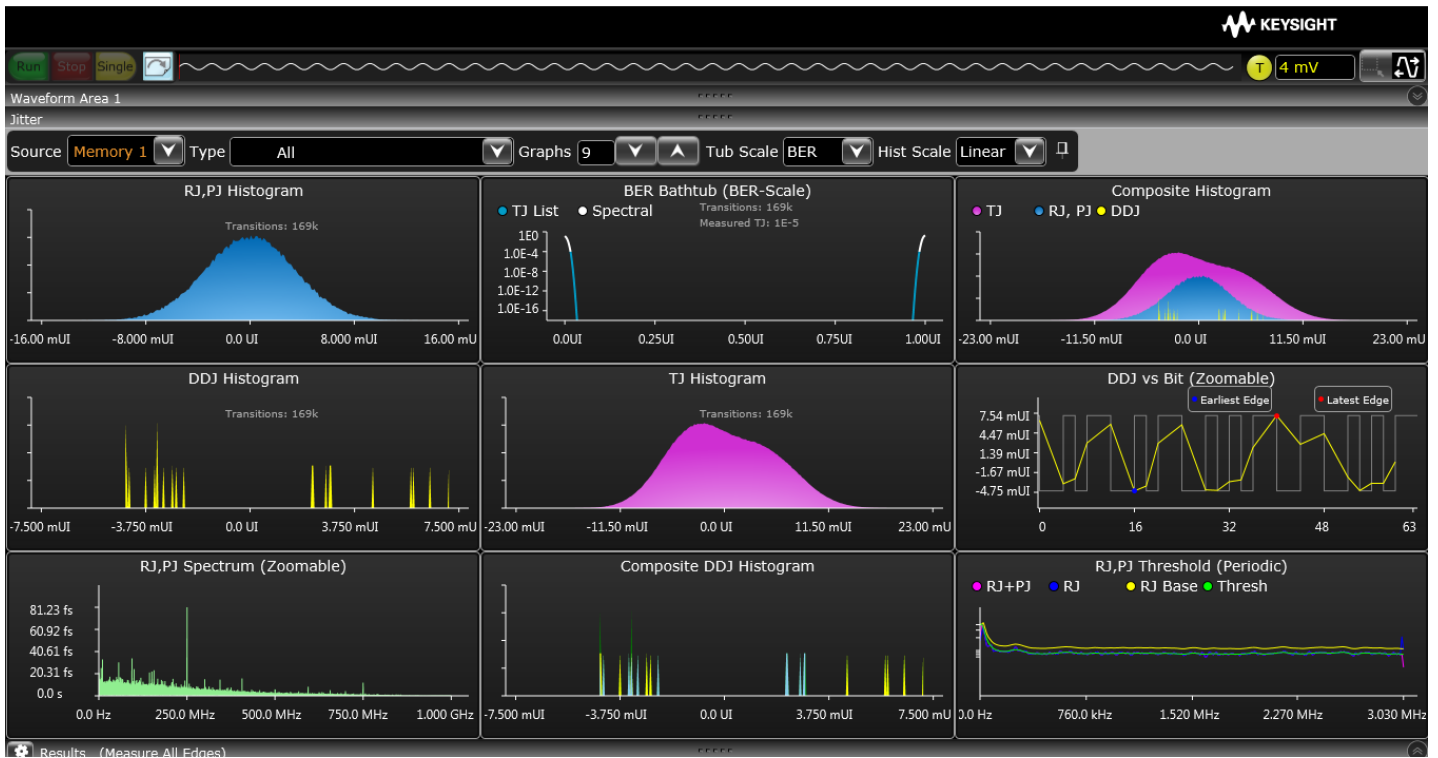 KEYSIGHT
Run Stop Single T 4 mV
Waveform Area 1
Jitter
Source Memory 1 Type All Graphs 9 Tub Scale BER Hist Scale Linear
RJ,PJ Histogram
Transitions: 169k
-16.00 mUI -8.000 mUI 0.0 UI 8.000 mUI 16.00 mUI
BER Bathtub (BER-Scale)
TJ List Spectral Transitions: 169k
Measured TJ: 1E-5
1E0
1.0E-4
1.0E-8
1.0E-12
1.0E-16
0.0UI 0.25UI 0.50UI 0.75UI 1.00UI
Composite Histogram
TJ RJ, PJ DDJ
-23.00 mUI -11.50 mUI 0.0 UI 11.50 mUI 23.00 mU
DDJ Histogram
Transitions: 169k
-7.500 mUI -3.750 mUI 0.0 UI 3.750 mUI 7.500 mU
TJ Histogram
Transitions: 169k
-23.00 mUI -11.50 mUI 0.0 UI 11.50 mUI 23.00 mU
DDJ vs Bit (Zoomable)
Earliest Edge Latest Edge
7.54 mUI
4.47 mUI
1.39 mUI
-1.67 mUI
-4.75 mUI
0 16 32 48 63
RJ,PJ Spectrum (Zoomable)
81.23 fs
60.92 fs
40.61 fs
20.31 fs
0.0 s
0.0 Hz 250.0 MHz 500.0 MHz 750.0 MHz 1.000 GHz
Composite DDJ Histogram
-7.500 mUI -3.750 mUI 0.0 UI 3.750 mUI 7.500 mU
RJ,PJ Threshold (Periodic)
RJ+PJ RJ RJ Base Thresh
0.0 Hz 760.0 kHz 1.520 MHz 2.270 MHz 3.030 MHz
Results (Measure All Edges)